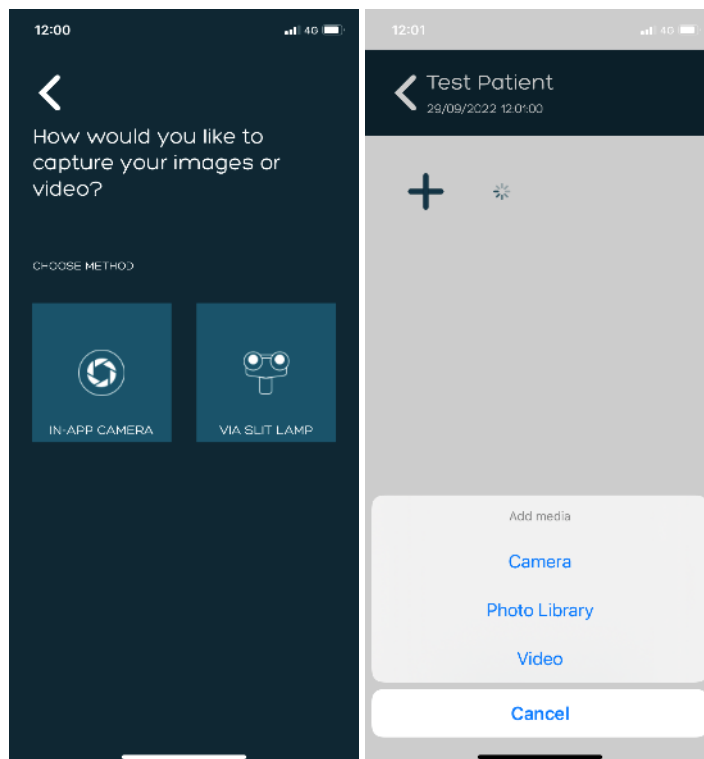 12:00
4G
How would you like to
capture your images or
video?
CHOOSE METHOD
IN-APP CAMERA
VIA SLIT LAMP
12:01
4G
Test Patient
29/09/2022 12:01:00
Add media
Camera
Photo Library
Video
Cancel